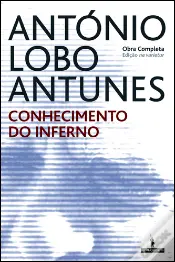 ANTÓNIO
LOBO
Obra Completa
Edição ne varietur
ANTUNES
CONHECIMENTO
DO INFERNO